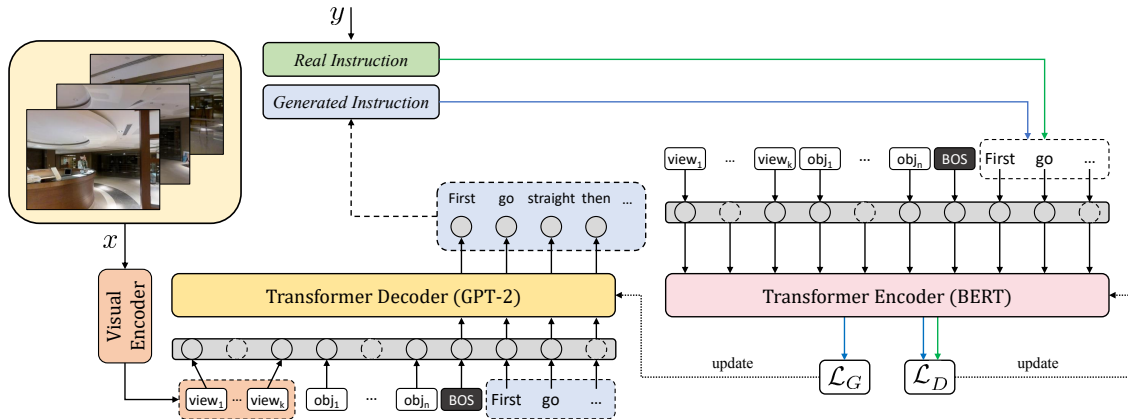 y
Real Instruction
Generated Instruction
view1 ... viewk obj1 ... objn BOS First go ...
First go straight then ...
x
Visual Encoder
Transformer Decoder (GPT-2)
Transformer Encoder (BERT)
update
ℒG
ℒD
update
view1 ... viewk obj1 ... objn BOS First go ...